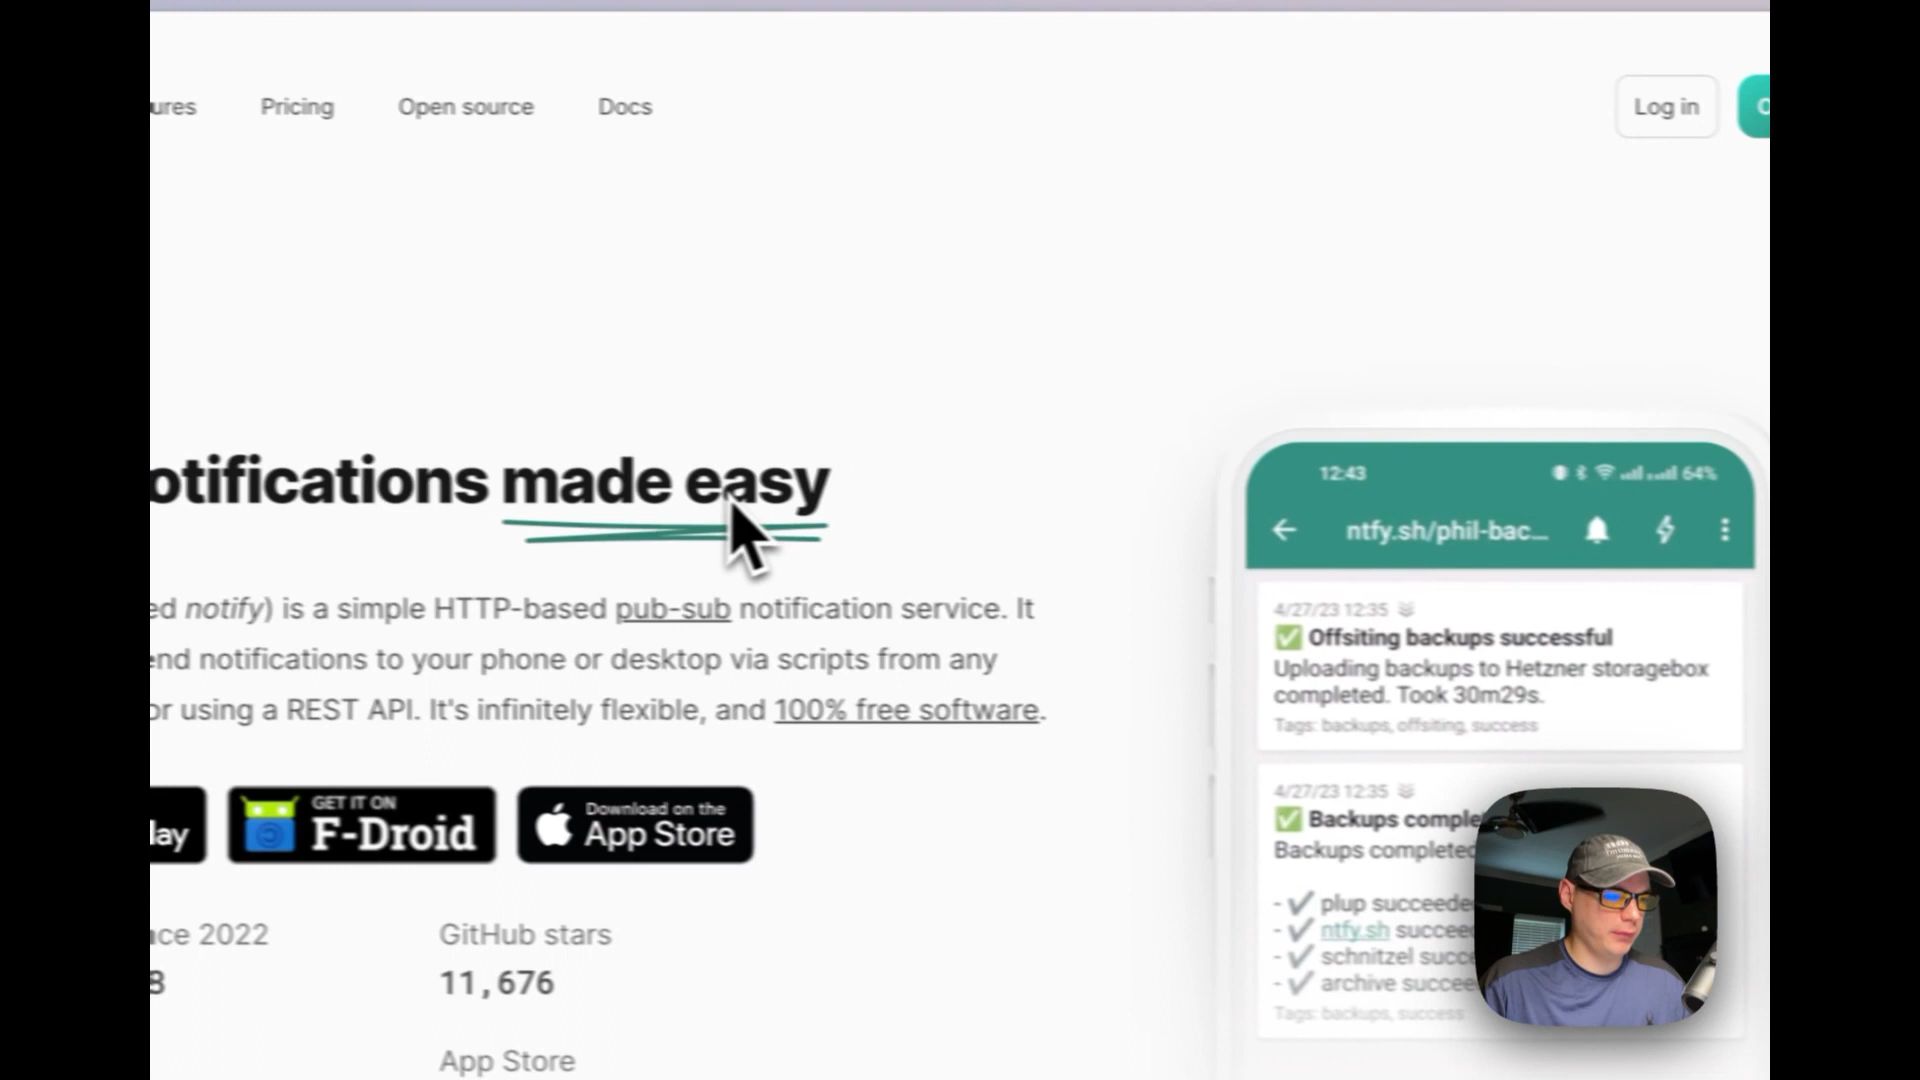 ures Pricing Open source Docs Log in
otifications made easy
ed notify) is a simple HTTP-based pub-sub notification service. It
end notifications to your phone or desktop via scripts from any
or using a REST API. It's infinitely flexible, and 100% free software.
lay
GET IT ON
F-Droid
Download on the
App Store
nce 2022
8
GitHub stars
11,676
App Store
12:43 64%
ntfy.sh/phil-bac...
4/27/23 12:35
✅ Offsiting backups successful
Uploading backups to Hetzner storagebox
completed. Took 30m29s.
Tags: backups, offsiting, success
4/27/23 12:35
✅ Backups comple
Backups completed
- ✔ plup succeede
- ✔ ntfy.sh succeed
- ✔ schnitzel succe
- ✔ archive succee
Tags: backups, success